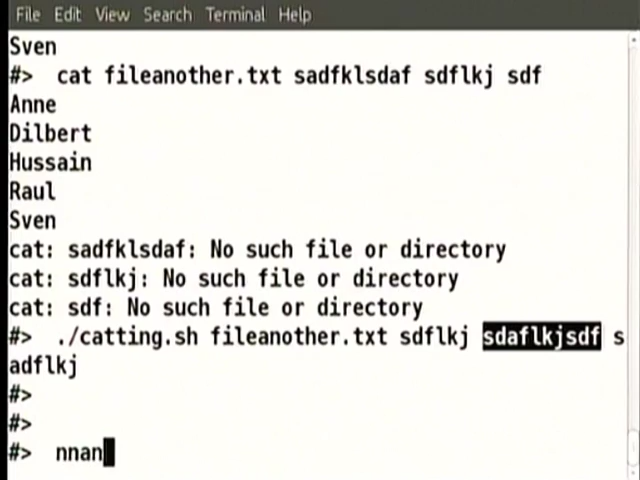 File Edit View Search Terminal Help
Sven
#> cat fileanother.txt sadfklsdaf sdflkj sdf
Anne
Dilbert
Hussain
Raul
Sven
cat: sadfklsdaf: No such file or directory
cat: sdflkj: No such file or directory
cat: sdf: No such file or directory
#> ./catting.sh fileanother.txt sdflkj sdaflkjsdf s
adflkj
#>
#>
#> nnan